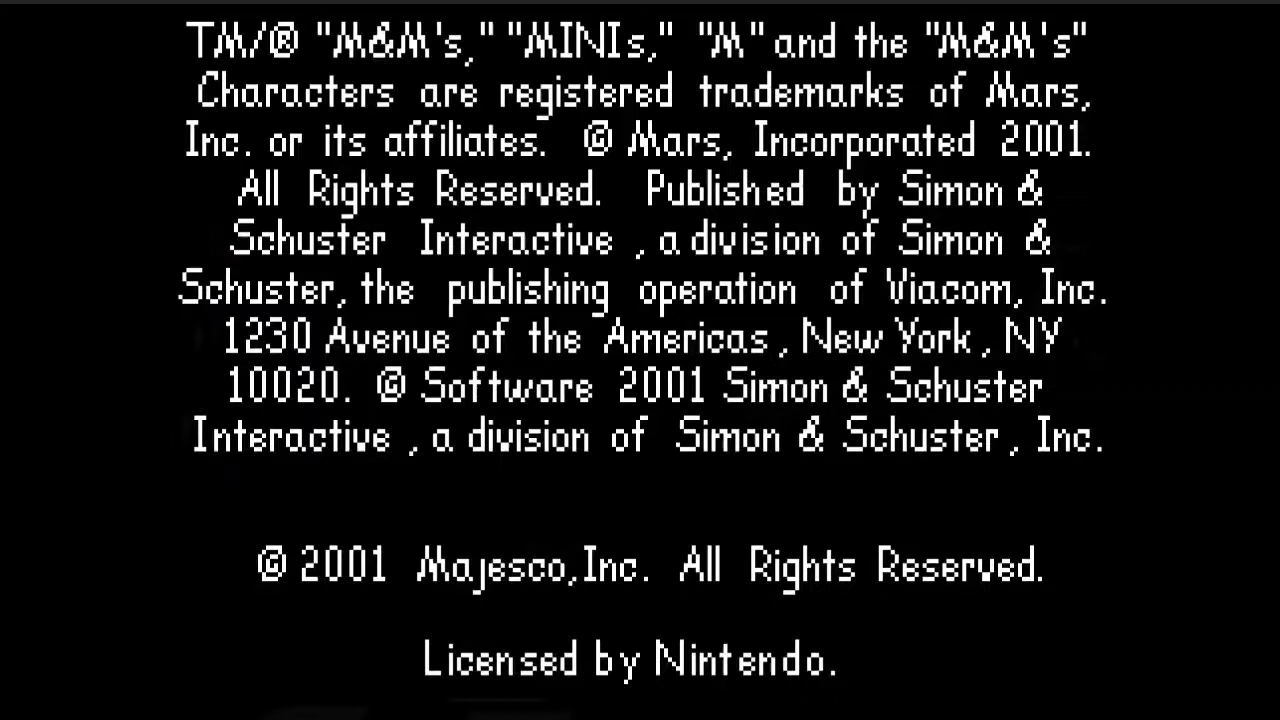 TM/® "M&M's," "MINIs," "M" and the "M&M's"
Characters are registered trademarks of Mars,
Inc. or its affiliates. © Mars, Incorporated 2001.
All Rights Reserved. Published by Simon &
Schuster Interactive , a division of Simon &
Schuster, the publishing operation of Viacom, Inc.
1230 Avenue of the Americas , New York , NY
10020. © Software 2001 Simon & Schuster
Interactive , a division of Simon & Schuster , Inc.
© 2001 Majesco,Inc. All Rights Reserved.
Licensed by Nintendo.